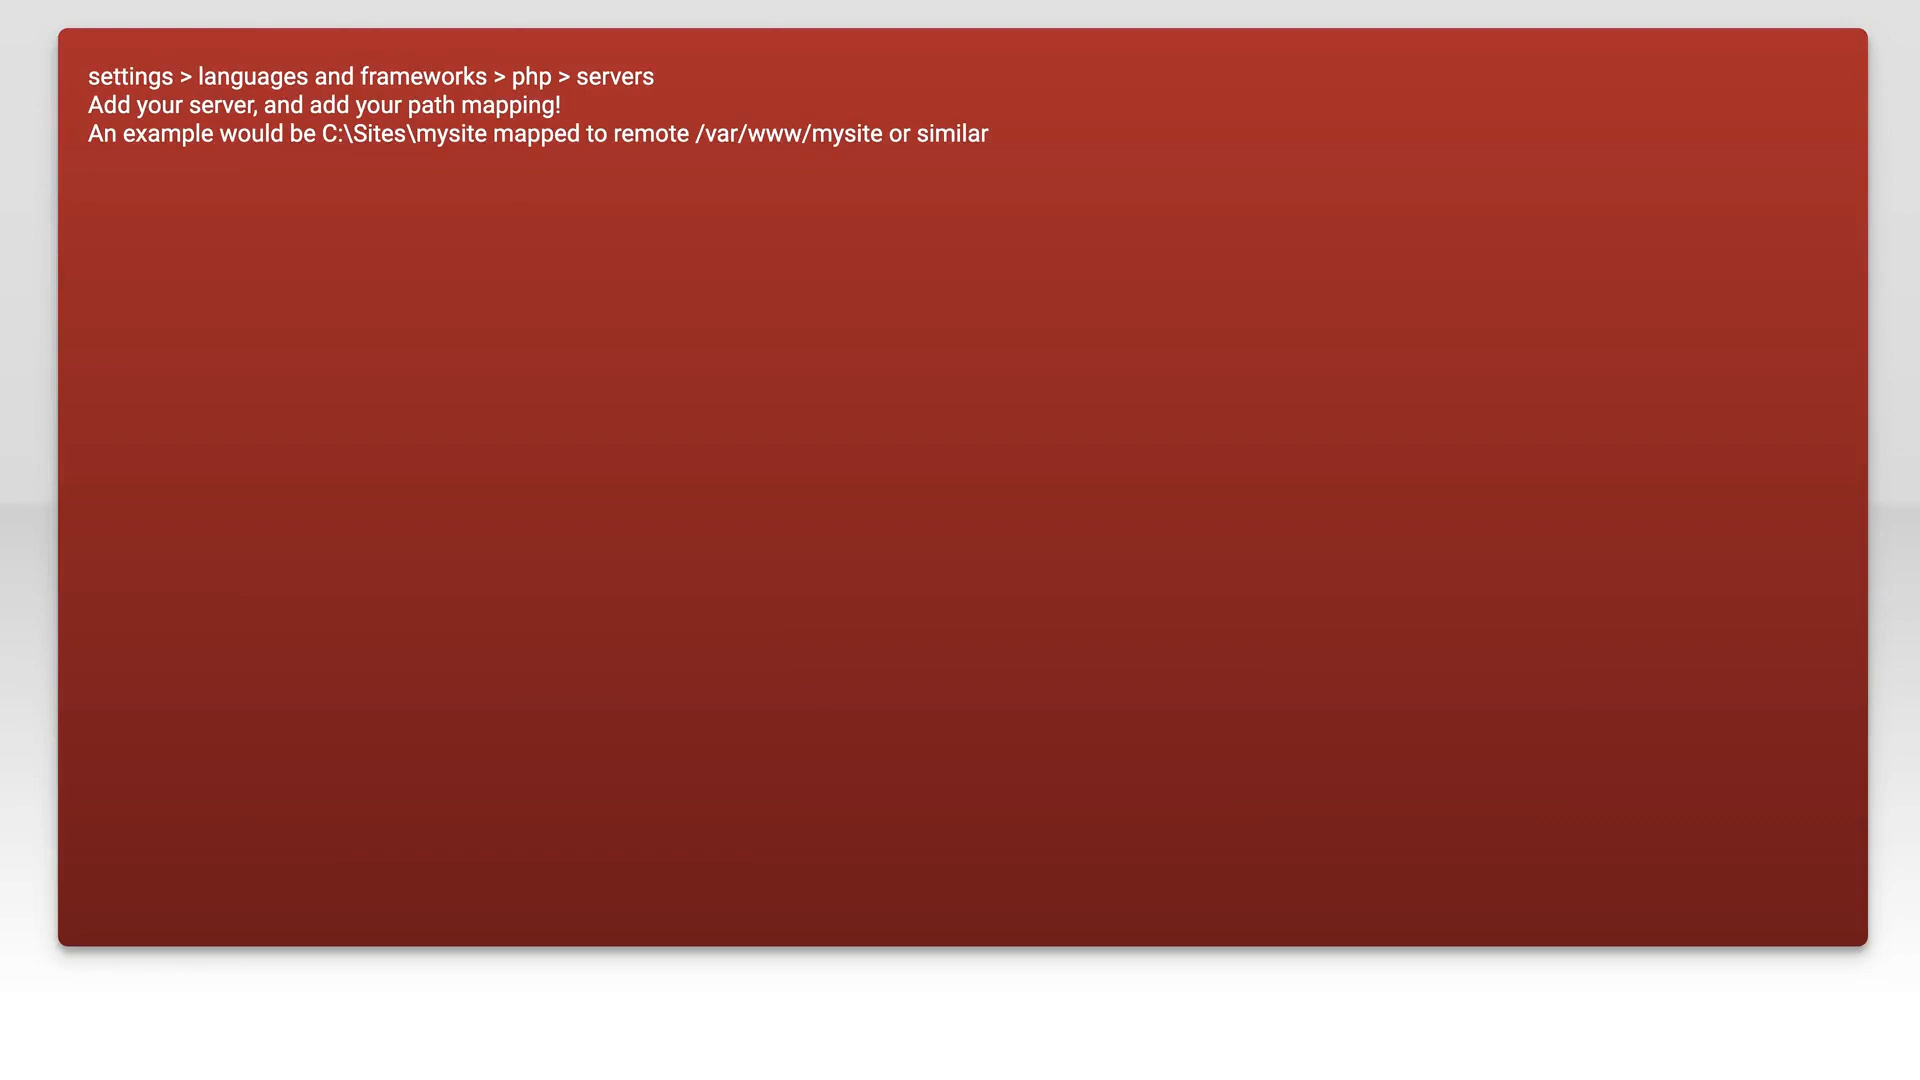 settings > languages and frameworks > php > servers
Add your server, and add your path mapping!
An example would be C:\Sites\mysite mapped to remote /var/www/mysite or similar